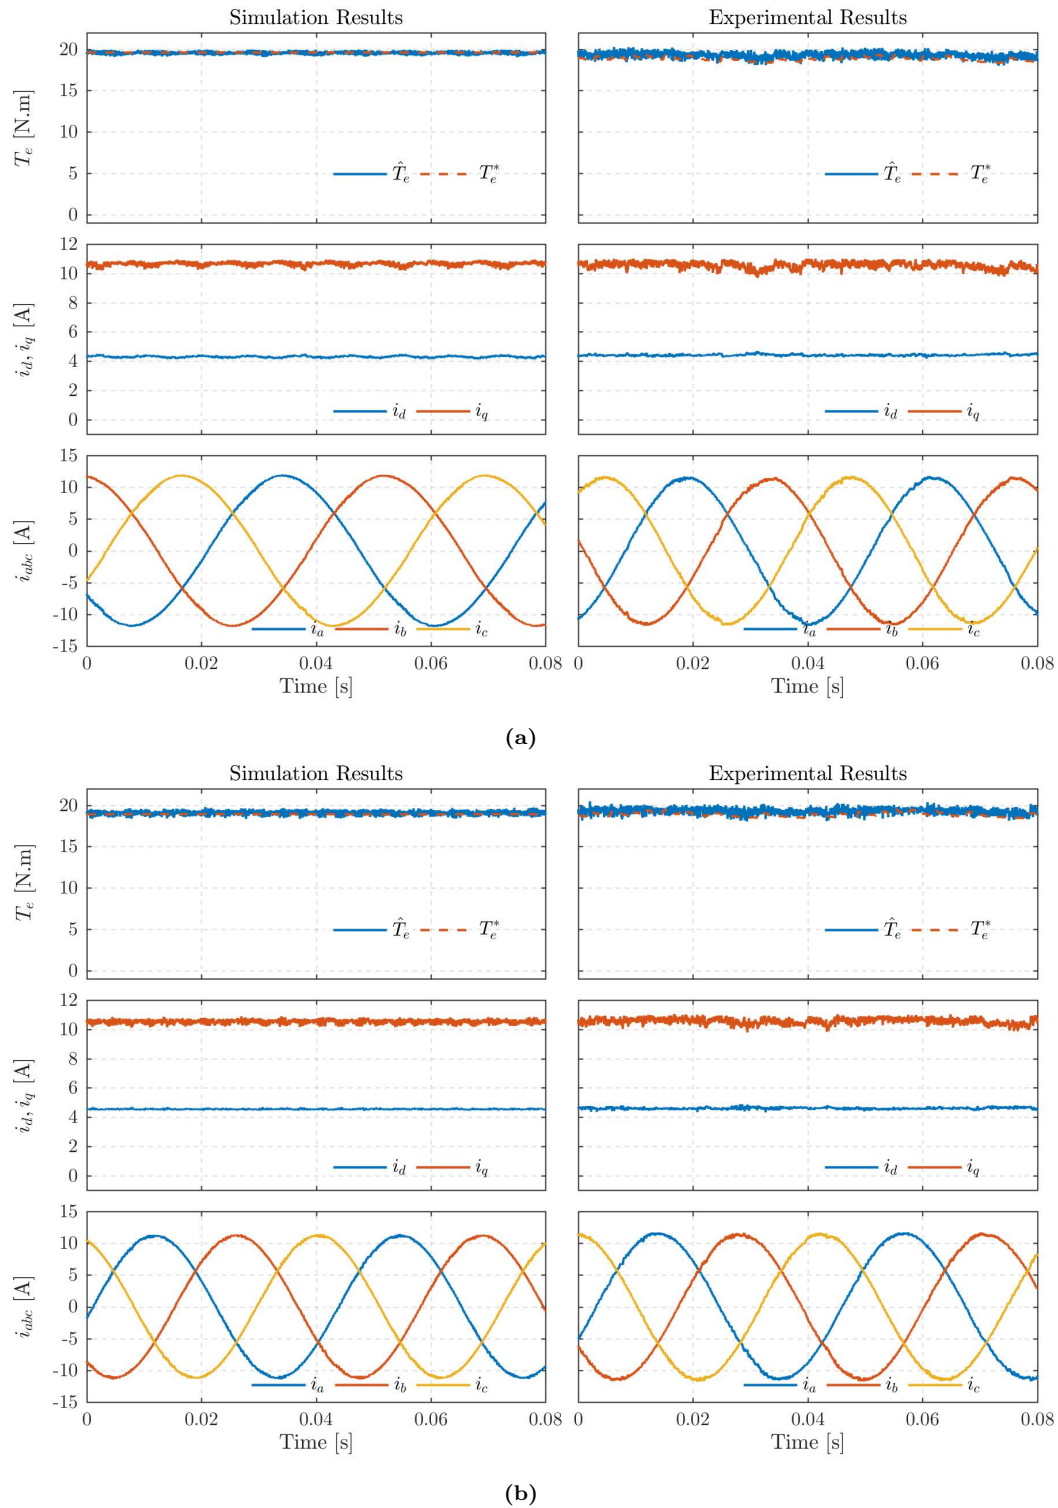 Simulation Results
Experimental Results
T_e [N.m]
20
15
10
5
0
T̂_e T_e^*
T̂_e T_e^*
i_d, i_q [A]
12
10
8
6
4
2
0
i_d i_q
i_d i_q
i_abc [A]
15
10
5
0
-5
-10
-15
i_a i_b i_c
i_a i_b i_c
0 0.02 0.04 0.06 0.08
0 0.02 0.04 0.06 0.08
Time [s]
Time [s]
(a)
Simulation Results
Experimental Results
T_e [N.m]
20
15
10
5
0
T̂_e T_e^*
T̂_e T_e^*
i_d, i_q [A]
12
10
8
6
4
2
0
i_d i_q
i_d i_q
i_abc [A]
15
10
5
0
-5
-10
-15
i_a i_b i_c
i_a i_b i_c
0 0.02 0.04 0.06 0.08
0 0.02 0.04 0.06 0.08
Time [s]
Time [s]
(b)